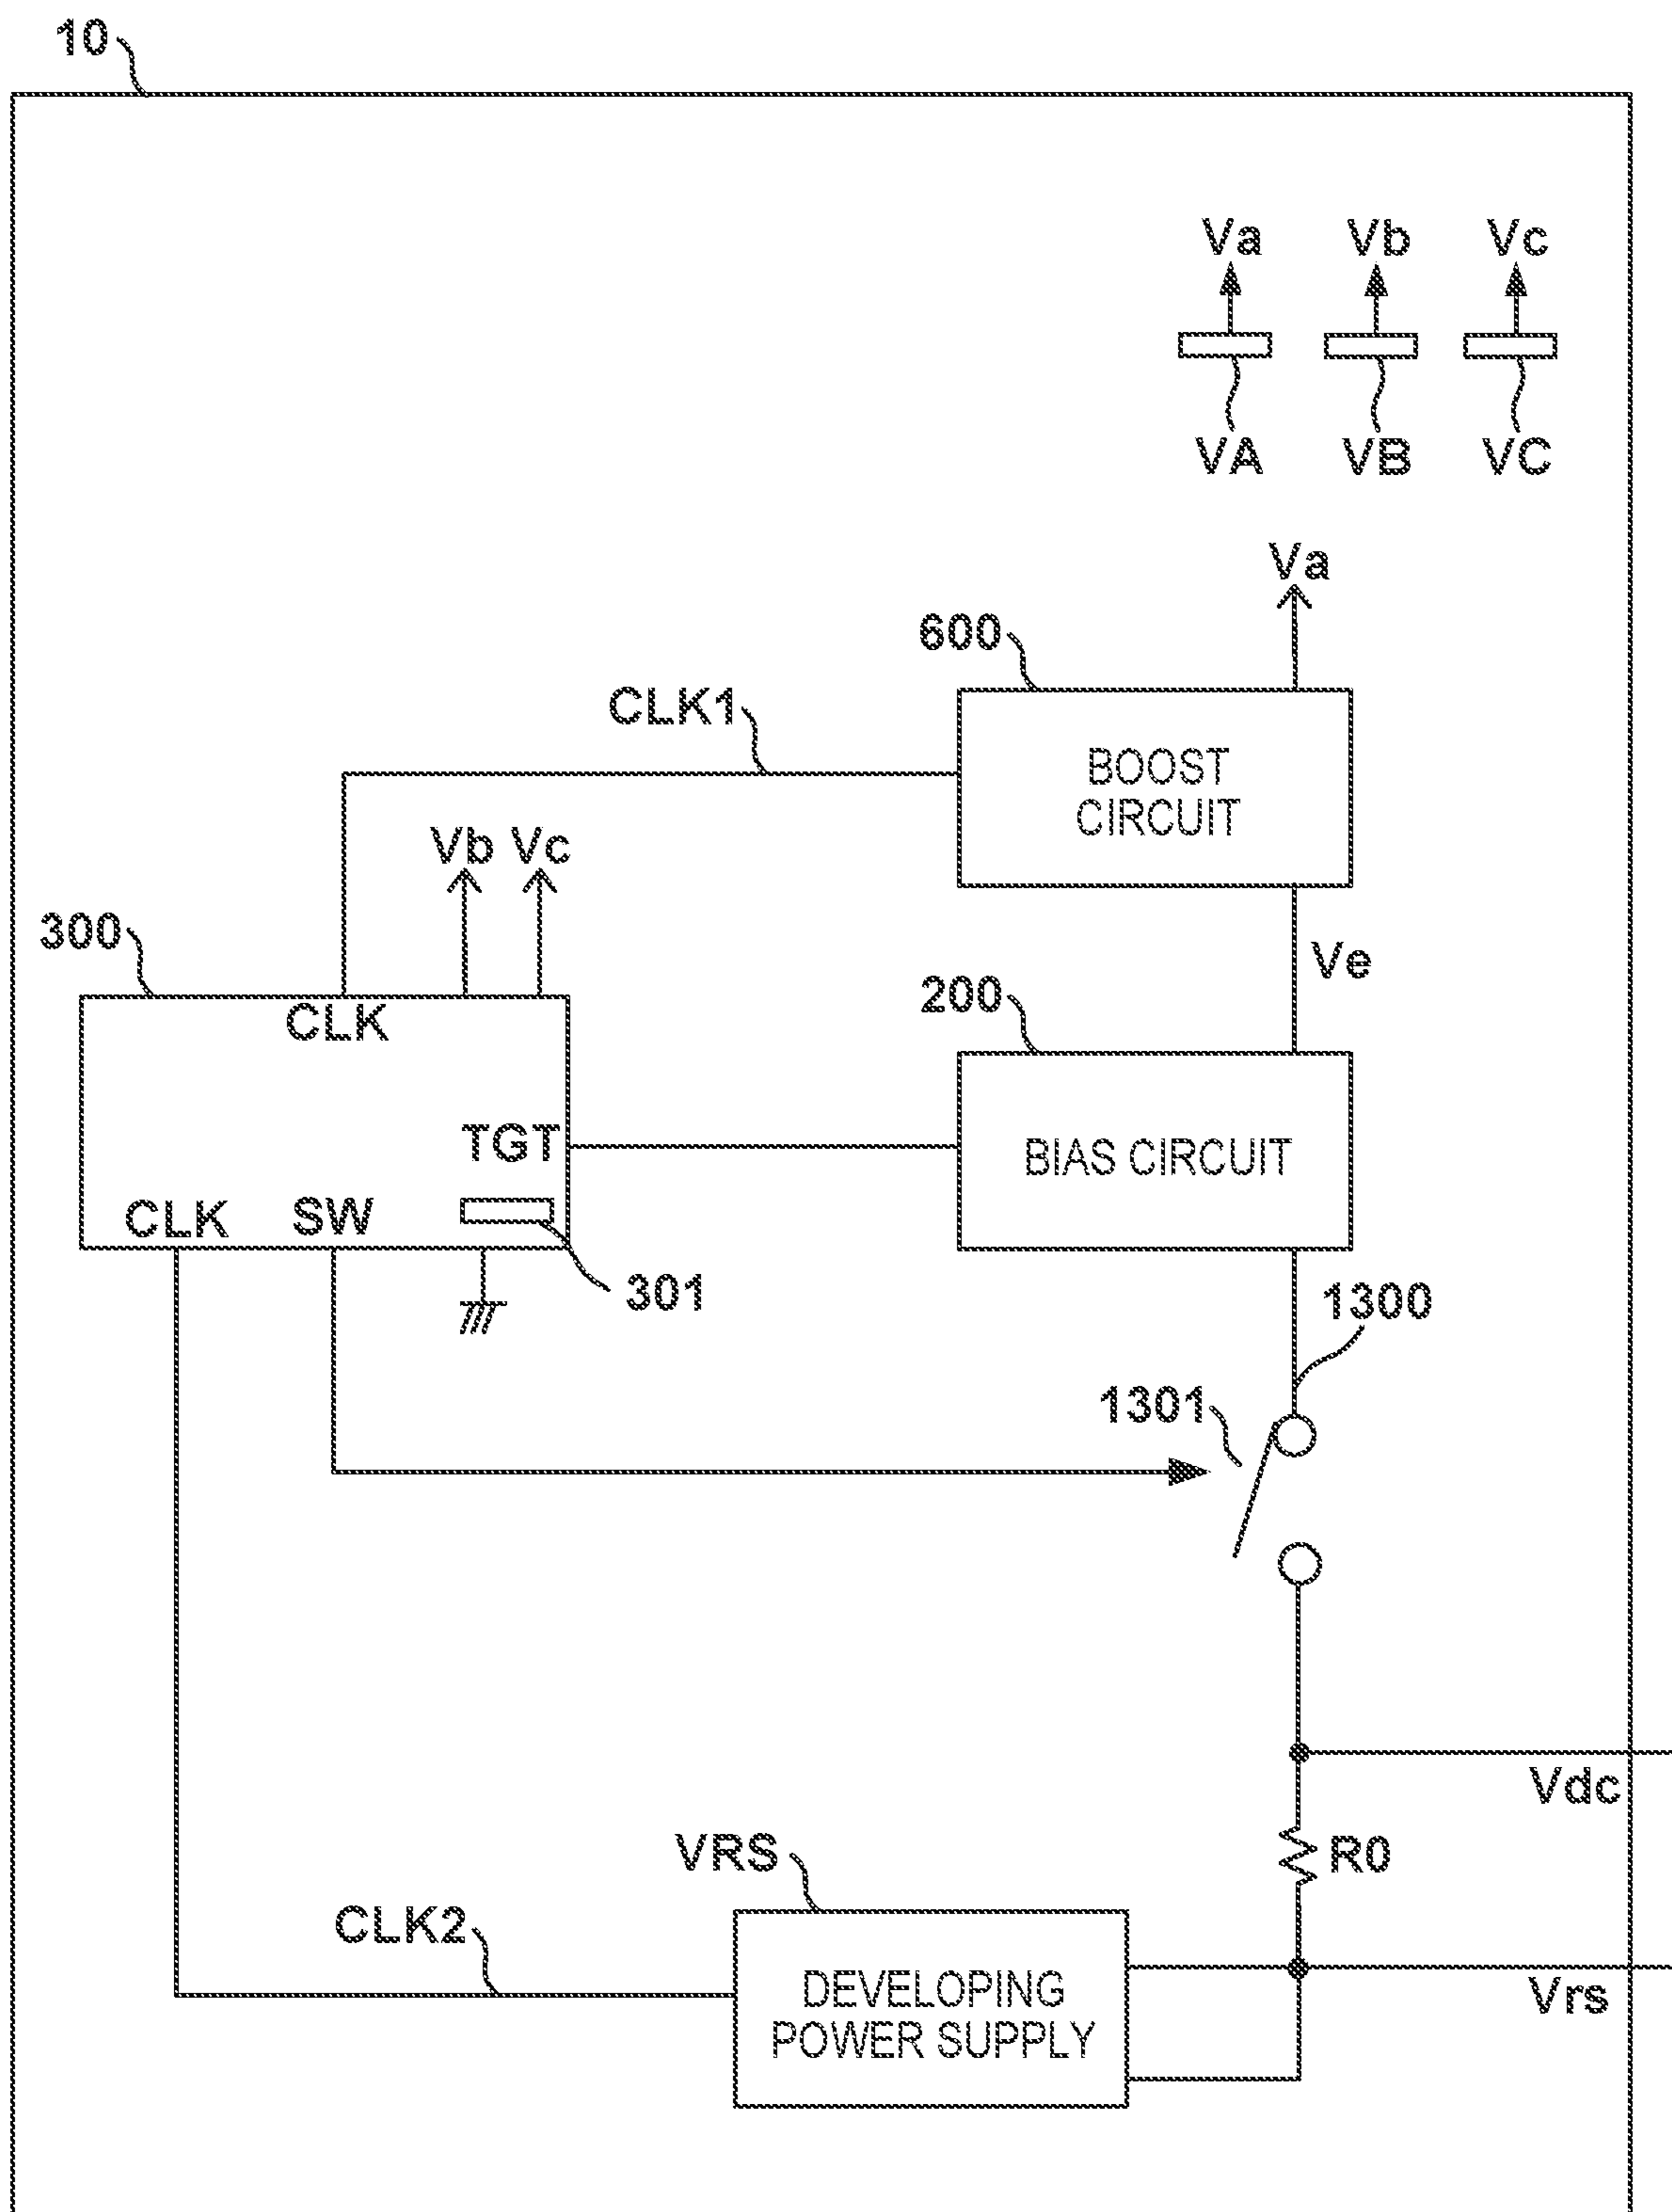 10
Va Vb Vc
VA VB VC
Va
600
CLK1
BOOST
CIRCUIT
Vb Vc
300
Ve
200
CLK
TGT
BIAS CIRCUIT
CLK SW
301
1300
1301
Vdc
VRS
R0
CLK2
DEVELOPING
POWER SUPPLY
Vrs